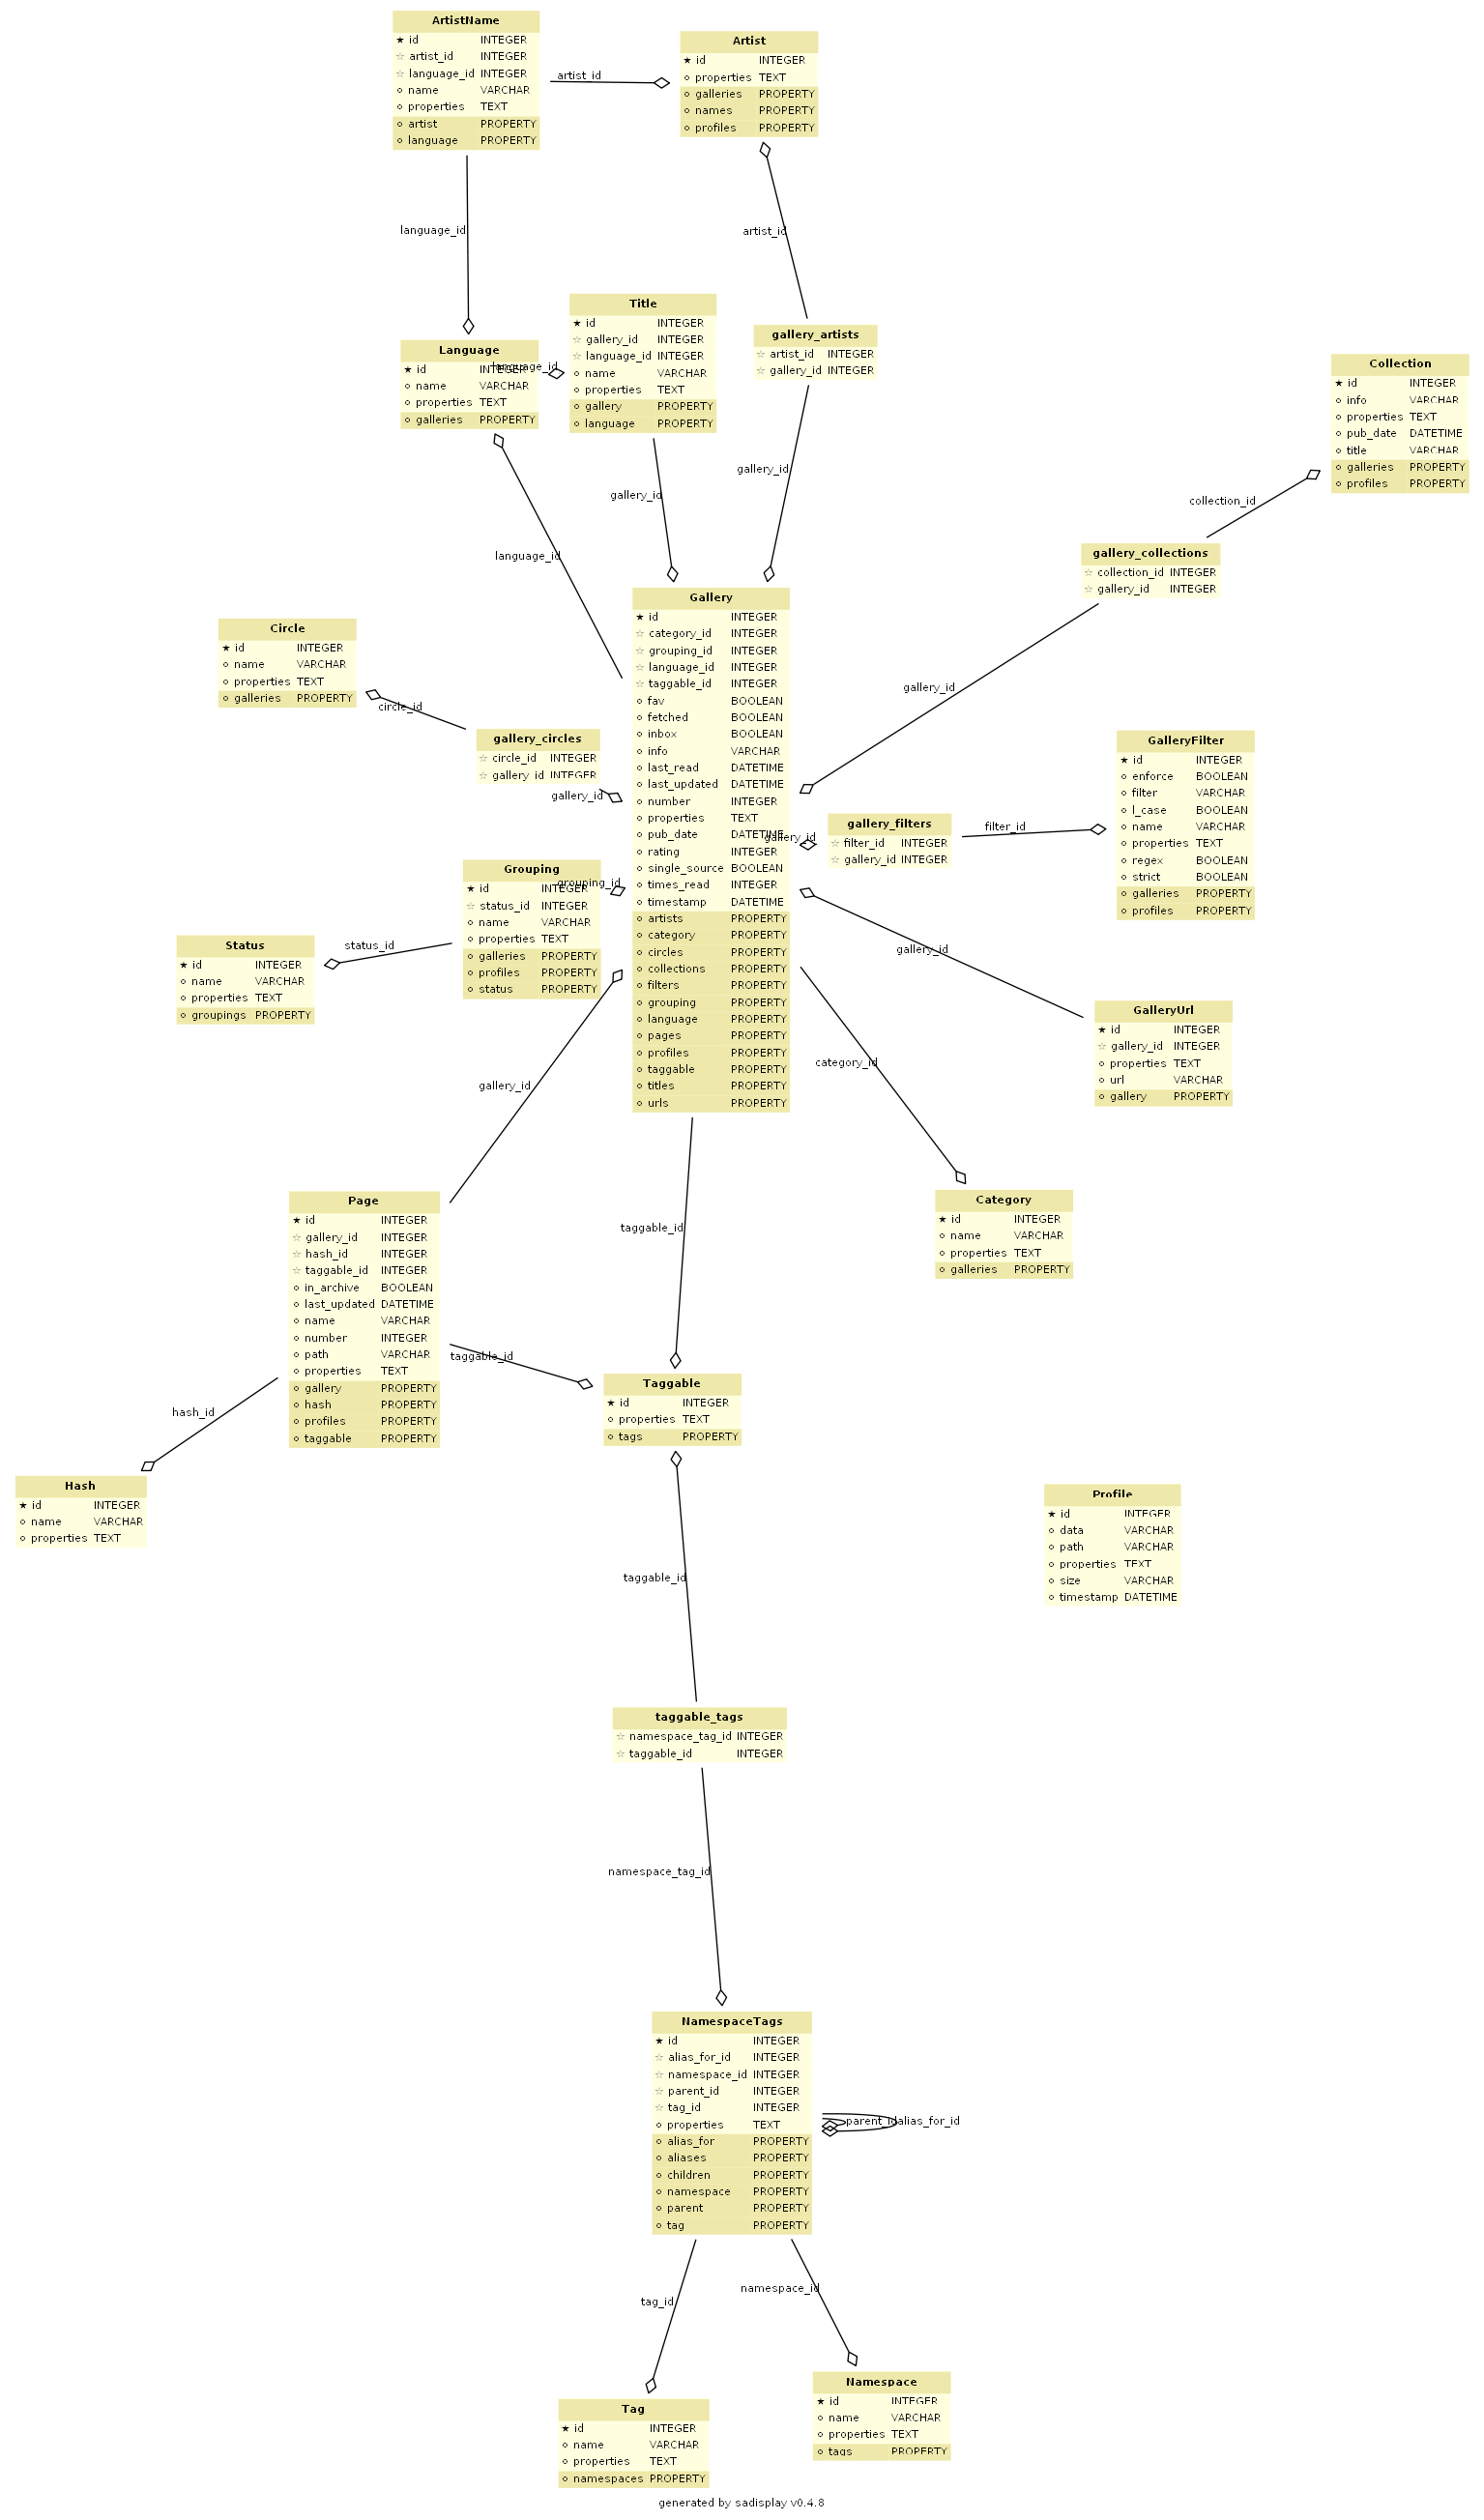 ArtistName
★ id INTEGER
☆ artist_id INTEGER
☆ language_id INTEGER
⚬ name VARCHAR
⚬ properties TEXT
⚬ artist PROPERTY
⚬ language PROPERTY
artist_id
Artist
★ id INTEGER
⚬ properties TEXT
⚬ galleries PROPERTY
⚬ names PROPERTY
⚬ profiles PROPERTY
language_id
artist_id
Language
★ id INTEGER
⚬ name VARCHAR
⚬ properties TEXT
⚬ galleries PROPERTY
language_id
Title
★ id INTEGER
☆ gallery_id INTEGER
☆ language_id INTEGER
⚬ name VARCHAR
⚬ properties TEXT
⚬ gallery PROPERTY
⚬ language PROPERTY
gallery_artists
☆ artist_id INTEGER
☆ gallery_id INTEGER
Collection
★ id INTEGER
⚬ info VARCHAR
⚬ properties TEXT
⚬ pub_date DATETIME
⚬ title VARCHAR
⚬ galleries PROPERTY
⚬ profiles PROPERTY
gallery_id
gallery_id
collection_id
language_id
gallery_collections
☆ collection_id INTEGER
☆ gallery_id INTEGER
gallery_id
Circle
★ id INTEGER
⚬ name VARCHAR
⚬ properties TEXT
⚬ galleries PROPERTY
circle_id
gallery_circles
☆ circle_id INTEGER
☆ gallery_id INTEGER
gallery_id
Gallery
★ id INTEGER
☆ category_id INTEGER
☆ grouping_id INTEGER
☆ language_id INTEGER
☆ taggable_id INTEGER
⚬ fav BOOLEAN
⚬ fetched BOOLEAN
⚬ inbox BOOLEAN
⚬ info VARCHAR
⚬ last_read DATETIME
⚬ last_updated DATETIME
⚬ number INTEGER
⚬ properties TEXT
⚬ pub_date DATETIME
⚬ rating INTEGER
⚬ single_source BOOLEAN
⚬ times_read INTEGER
⚬ timestamp DATETIME
⚬ artists PROPERTY
⚬ category PROPERTY
⚬ circles PROPERTY
⚬ collections PROPERTY
⚬ filters PROPERTY
⚬ grouping PROPERTY
⚬ language PROPERTY
⚬ pages PROPERTY
⚬ profiles PROPERTY
⚬ taggable PROPERTY
⚬ titles PROPERTY
⚬ urls PROPERTY
gallery_id
gallery_filters
☆ filter_id INTEGER
☆ gallery_id INTEGER
filter_id
GalleryFilter
★ id INTEGER
⚬ enforce BOOLEAN
⚬ filter VARCHAR
⚬ l_case BOOLEAN
⚬ name VARCHAR
⚬ properties TEXT
⚬ regex BOOLEAN
⚬ strict BOOLEAN
⚬ galleries PROPERTY
⚬ profiles PROPERTY
Grouping
★ id INTEGER
☆ status_id INTEGER
⚬ name VARCHAR
⚬ properties TEXT
⚬ galleries PROPERTY
⚬ profiles PROPERTY
⚬ status PROPERTY
grouping_id
status_id
Status
★ id INTEGER
⚬ name VARCHAR
⚬ properties TEXT
⚬ groupings PROPERTY
gallery_id
GalleryUrl
★ id INTEGER
☆ gallery_id INTEGER
⚬ properties TEXT
⚬ url VARCHAR
⚬ gallery PROPERTY
category_id
gallery_id
Category
★ id INTEGER
⚬ name VARCHAR
⚬ properties TEXT
⚬ galleries PROPERTY
taggable_id
Page
★ id INTEGER
☆ gallery_id INTEGER
☆ hash_id INTEGER
☆ taggable_id INTEGER
⚬ in_archive BOOLEAN
⚬ last_updated DATETIME
⚬ name VARCHAR
⚬ number INTEGER
⚬ path VARCHAR
⚬ properties TEXT
⚬ gallery PROPERTY
⚬ hash PROPERTY
⚬ profiles PROPERTY
⚬ taggable PROPERTY
taggable_id
hash_id
Taggable
★ id INTEGER
⚬ properties TEXT
⚬ tags PROPERTY
Hash
★ id INTEGER
⚬ name VARCHAR
⚬ properties TEXT
Profile
★ id INTEGER
⚬ data VARCHAR
⚬ path VARCHAR
⚬ properties TEXT
⚬ size VARCHAR
⚬ timestamp DATETIME
taggable_id
taggable_tags
☆ namespace_tag_id INTEGER
☆ taggable_id INTEGER
namespace_tag_id
NamespaceTags
★ id INTEGER
☆ alias_for_id INTEGER
☆ namespace_id INTEGER
☆ parent_id INTEGER
☆ tag_id INTEGER
⚬ properties TEXT
⚬ alias_for PROPERTY
⚬ aliases PROPERTY
⚬ children PROPERTY
⚬ namespace PROPERTY
⚬ parent PROPERTY
⚬ tag PROPERTY
parent_id alias_for_id
tag_id
namespace_id
Namespace
★ id INTEGER
⚬ name VARCHAR
⚬ properties TEXT
⚬ tags PROPERTY
Tag
★ id INTEGER
⚬ name VARCHAR
⚬ properties TEXT
⚬ namespaces PROPERTY
generated by sadisplay v0.4.8